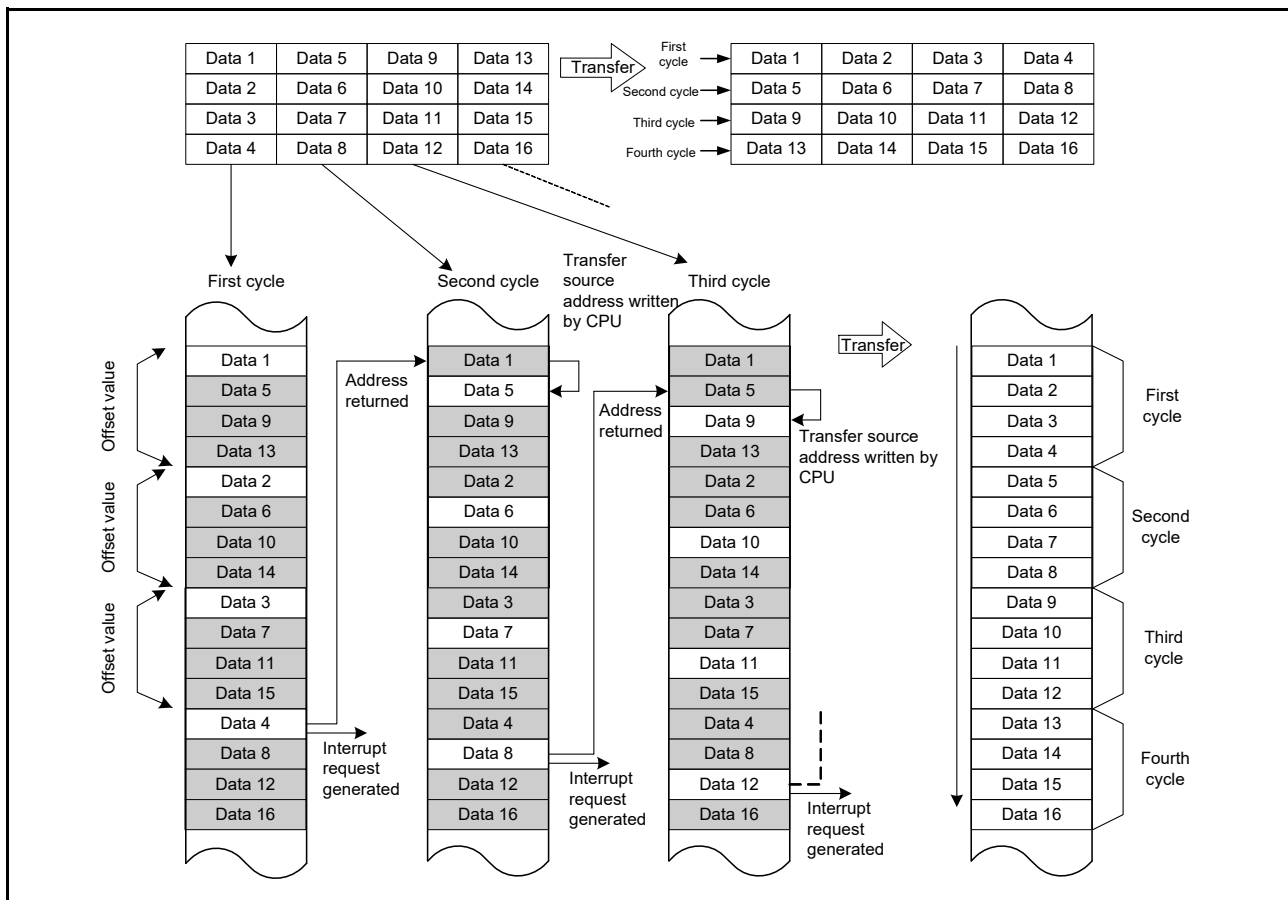 Data 1 Data 5 Data 9 Data 13
Data 2 Data 6 Data 10 Data 14
Data 3 Data 7 Data 11 Data 15
Data 4 Data 8 Data 12 Data 16
Transfer
First
cycle
Data 1 Data 2 Data 3 Data 4
Second cycle
Data 5 Data 6 Data 7 Data 8
Third cycle
Data 9 Data 10 Data 11 Data 12
Fourth cycle
Data 13 Data 14 Data 15 Data 16
First cycle
Offset value
Offset value
Offset value
Data 1
Data 5
Data 9
Data 13
Data 2
Data 6
Data 10
Data 14
Data 3
Data 7
Data 11
Data 15
Data 4
Data 8
Data 12
Data 16
Address
returned
Interrupt
request
generated
Second cycle
Data 1
Data 5
Data 9
Data 13
Data 2
Data 6
Data 10
Data 14
Data 3
Data 7
Data 11
Data 15
Data 4
Data 8
Data 12
Data 16
Transfer
source
address written
by CPU
Address
returned
Interrupt
request
generated
Third cycle
Data 1
Data 5
Data 9
Data 13
Data 2
Data 6
Data 10
Data 14
Data 3
Data 7
Data 11
Data 15
Data 4
Data 8
Data 12
Data 16
Transfer source
address written by
CPU
Interrupt
request
generated
Transfer
Data 1
Data 2
Data 3
Data 4
Data 5
Data 6
Data 7
Data 8
Data 9
Data 10
Data 11
Data 12
Data 13
Data 14
Data 15
Data 16
First
cycle
Second
cycle
Third
cycle
Fourth
cycle